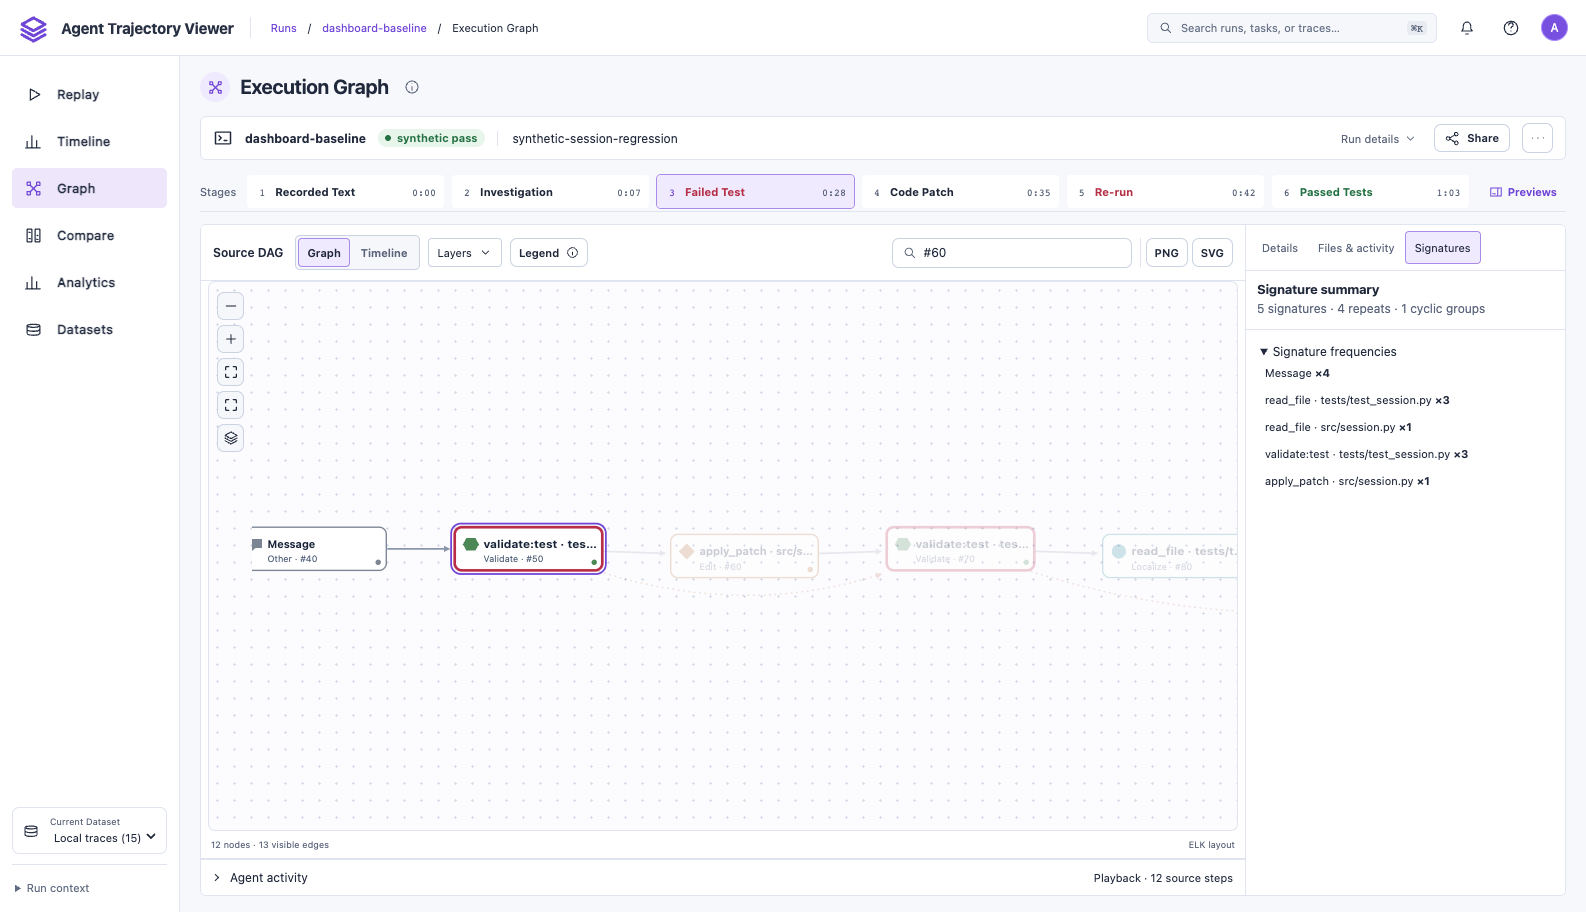 Agent Trajectory Viewer
Runs / dashboard-baseline / Execution Graph
Search runs, tasks, or traces...
⌘K
A
Replay
Timeline
Graph
Compare
Analytics
Datasets
Current Dataset
Local traces (15)
Run context
Execution Graph
dashboard-baseline
synthetic pass
synthetic-session-regression
Run details
Share
...
Stages
1 Recorded Text 0:00
2 Investigation 0:07
3 Failed Test 0:28
4 Code Patch 0:35
5 Re-run 0:42
6 Passed Tests 1:03
Previews
Source DAG
Graph
Timeline
Layers
Legend
#60
PNG
SVG
Message
Other · #40
validate:test · tes...
Validate · #50
apply_patch · src/s...
Edit · #60
validate:test · tes...
Validate · #70
read_file · tests/t.
Localize · #80
12 nodes · 13 visible edges
ELK layout
Agent activity
Playback · 12 source steps
Details
Files & activity
Signatures
Signature summary
5 signatures · 4 repeats · 1 cyclic groups
Signature frequencies
Message ×4
read_file · tests/test_session.py ×3
read_file · src/session.py ×1
validate:test · tests/test_session.py ×3
apply_patch · src/session.py ×1